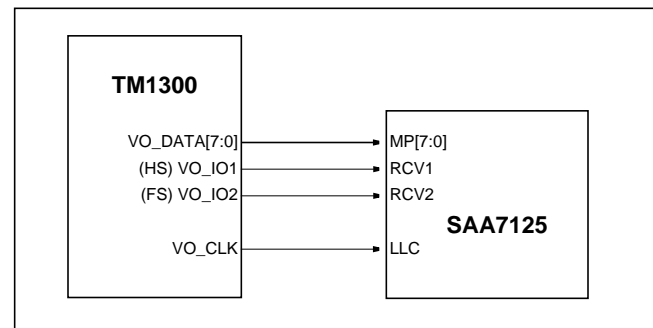 TM1300
VO_DATA[7:0] MP[7:0]
(HS) VO_IO1 RCV1
(FS) VO_IO2 RCV2
SAA7125
VO_CLK LLC